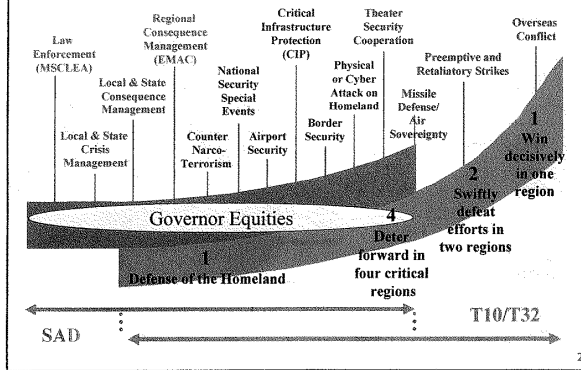 Law
Enforcement
(MSCLEA)
Local & State
Crisis
Management
Local & State
Consequence
Management
Regional
Consequence
Management
(EMAC)
Counter
Narco-
Terrorism
National
Security
Special
Events
Airport
Security
Critical
Infrastructure
Protection
(CIP)
Border
Security
Physical
or Cyber
Attack on
Homeland
Theater
Security
Cooperation
Missile
Defense/
Air
Sovereignty
Preemptive and
Retaliatory Strikes
Overseas
Conflict
Governor Equities
1
Defense of the Homeland
4
Deter
forward in
four critical
regions
2
Swiftly
defeat
efforts in
two regions
1
Win
decisively
in one
region
SAD
T10/T32
2